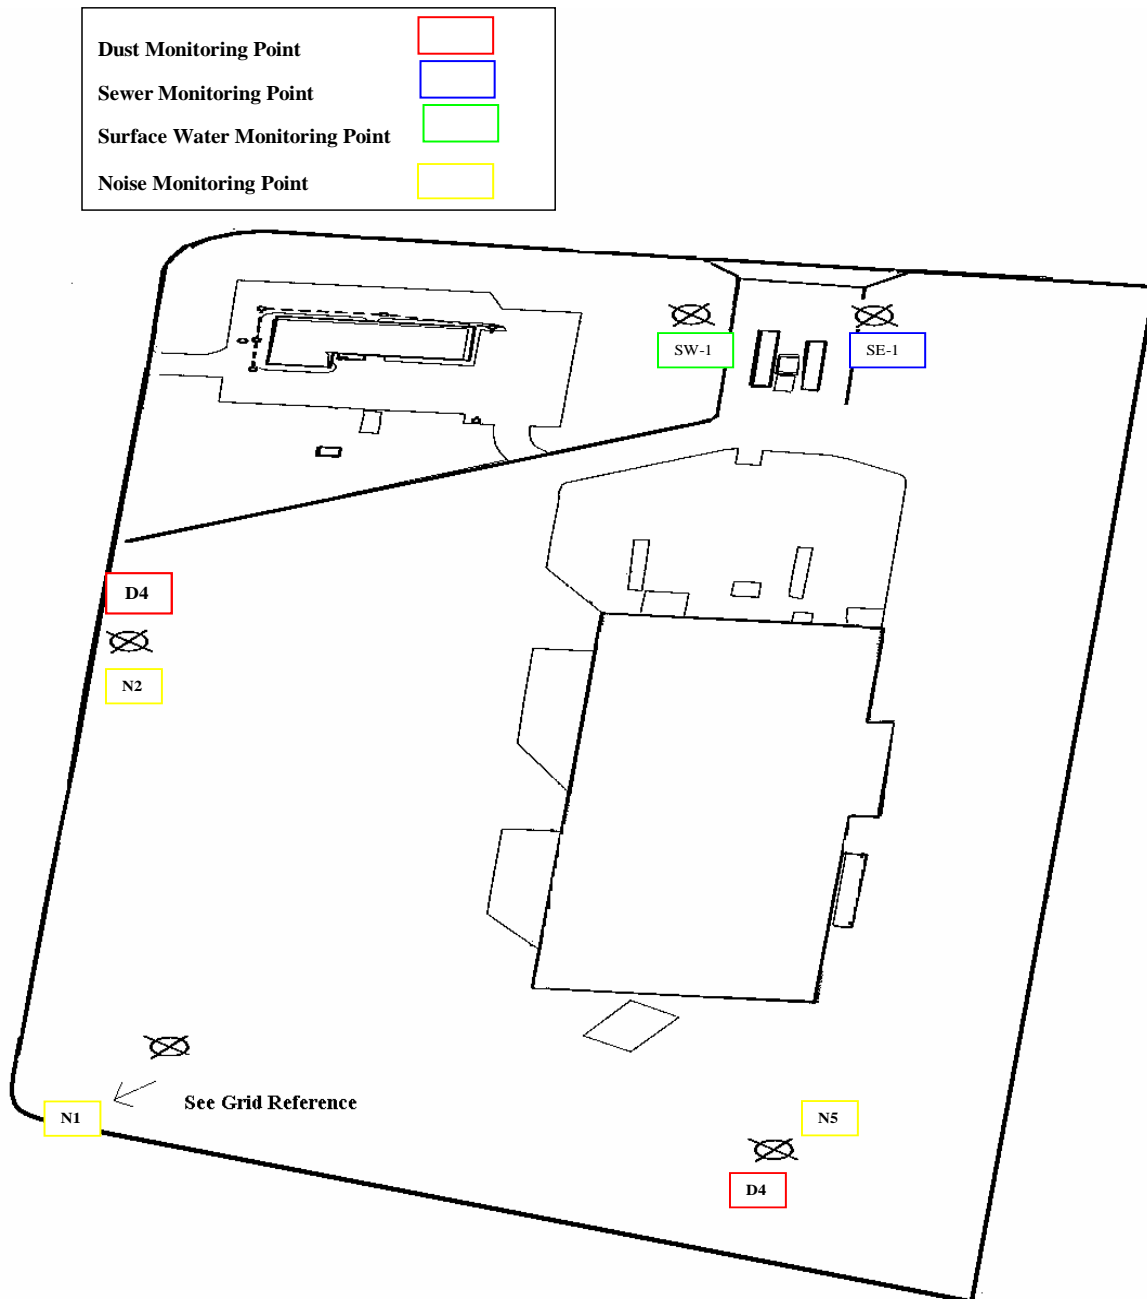 Dust Monitoring Point
Sewer Monitoring Point
Surface Water Monitoring Point
Noise Monitoring Point
SW-1
SE-1
D4
N2
See Grid Reference
N1
N5
D4